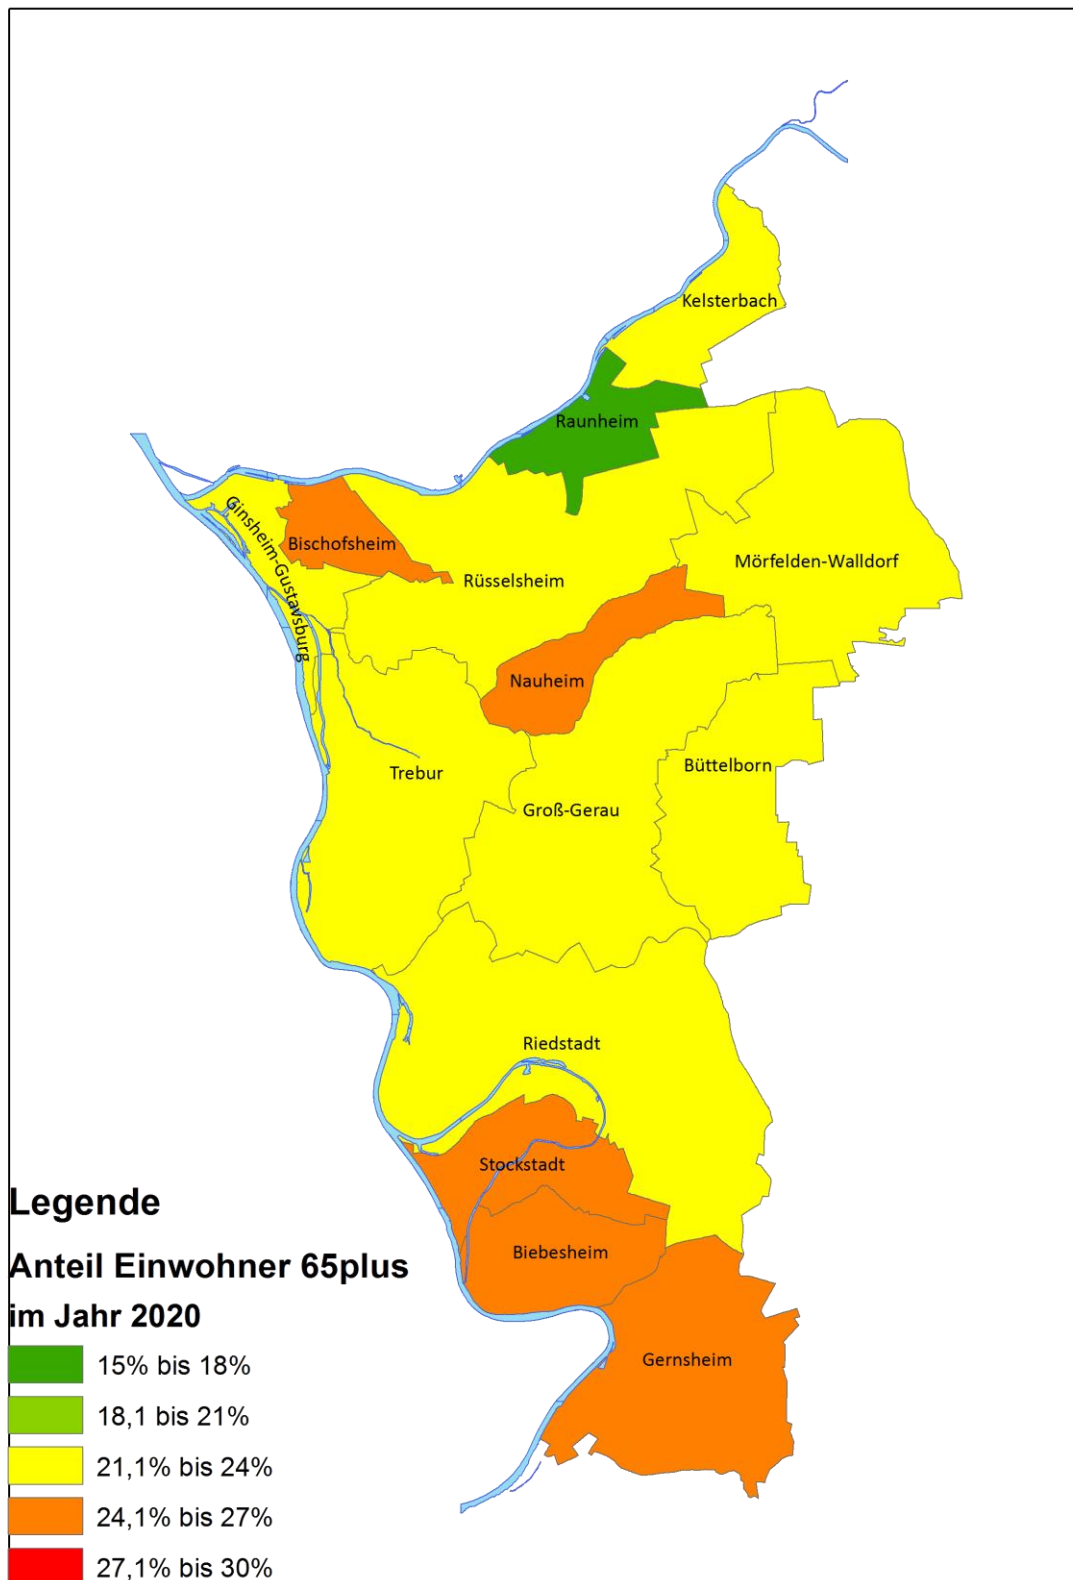 Kelsterbach
Raunheim
Ginsheim-Gustavsburg
Bischofsheim
Rüsselsheim
Mörfelden-Walldorf
Nauheim
Trebur
Büttelborn
Groß-Gerau
Riedstadt
Stockstadt
Biebesheim
Gernsheim
Legende
Anteil Einwohner 65plus
im Jahr 2020
15% bis 18%
18,1 bis 21%
21,1% bis 24%
24,1% bis 27%
27,1% bis 30%